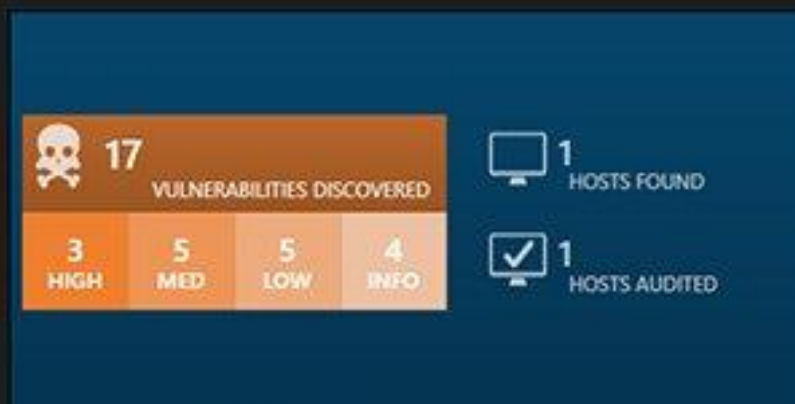 17
VULNERABILITIES DISCOVERED
3 5 5 4
HIGH MED LOW INFO
1
HOSTS FOUND
1
HOSTS AUDITED